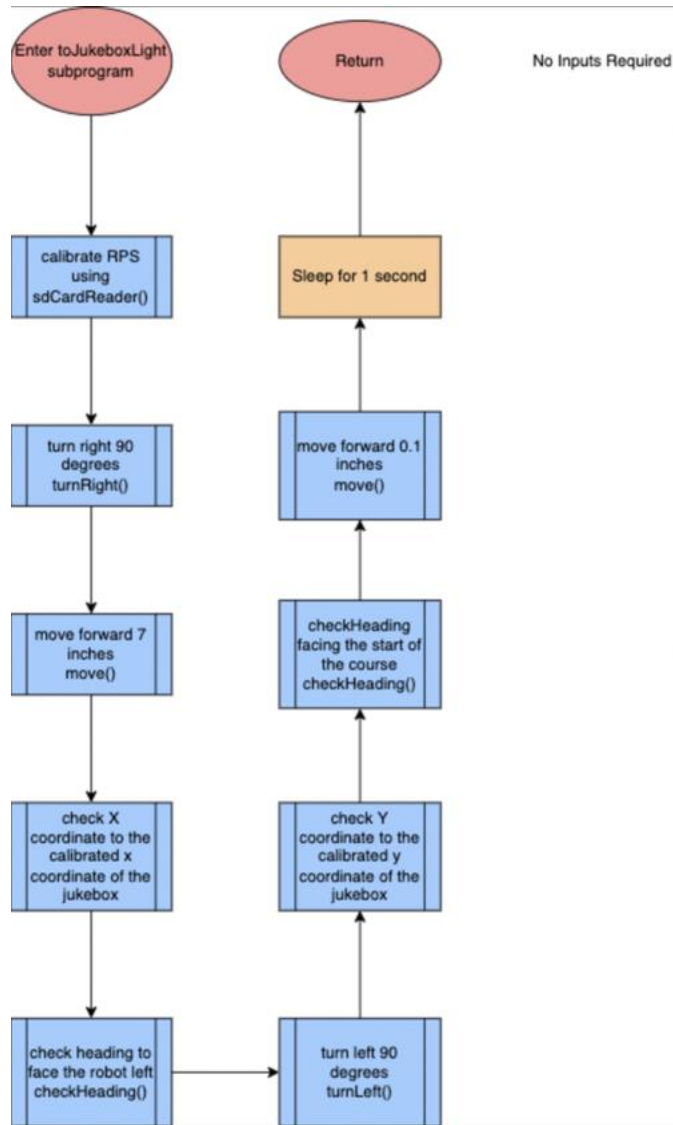 Enter toJukeboxLight
subprogram
calibrate RPS
using
sdCardReader()
turn right 90
degrees
turnRight()
move forward 7
inches
move()
check X
coordinate to the
calibrated x
coordinate of the
jukebox
check heading to
face the robot left
checkHeading()
turn left 90
degrees
turnLeft()
check Y
coordinate to the
calibrated y
coordinate of the
jukebox
checkHeading
facing the start of
the course
checkHeading()
move forward 0.1
inches
move()
Sleep for 1 second
Return
No Inputs Required